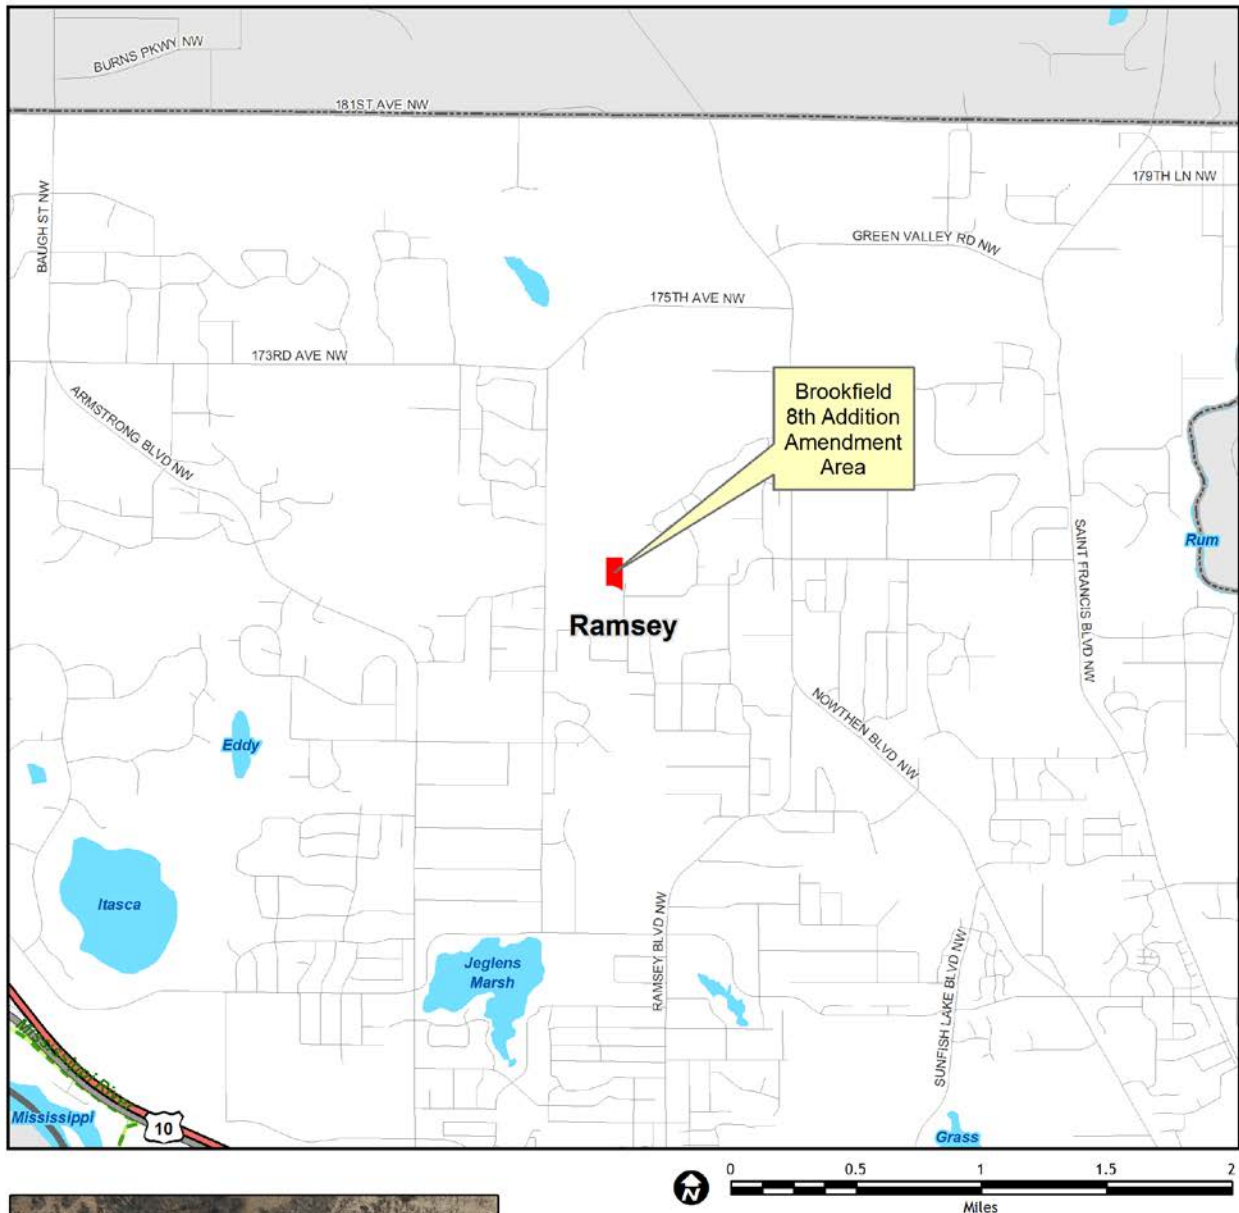 BURNS PKWY NW
181ST AVE NW
179TH LN NW
BAUGH ST NW
GREEN VALLEY RD NW
175TH AVE NW
173RD AVE NW
ARMSTRONG BLVD NW
Brookfield
8th Addition
Amendment
Area
SAINT FRANCIS BLVD NW
Rum
Ramsey
NOWTHEN BLVD NW
Eddy
Itasca
RAMSEY BLVD NW
SUNFISH LAKE BLVD NW
Jeglens
Marsh
Mississippi
10
Grass
N
0 0.5 1 1.5 2
Miles